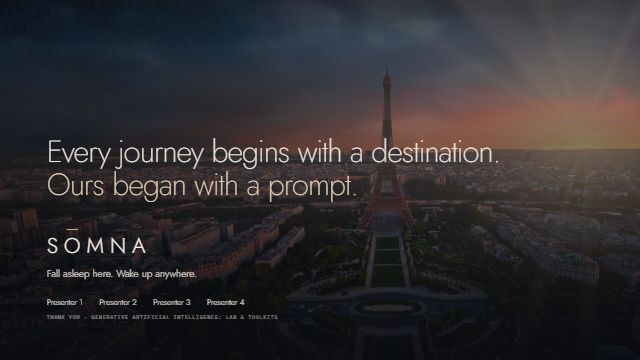 Every journey begins with a destination.
Ours began with a prompt.
SŌMNA
Fall asleep here. Wake up anywhere.
Presenter 1 Presenter 2 Presenter 3 Presenter 4
THANK YOU - GENERATIVE ARTIFICIAL INTELLIGENCE: LAB & TOOLKITS